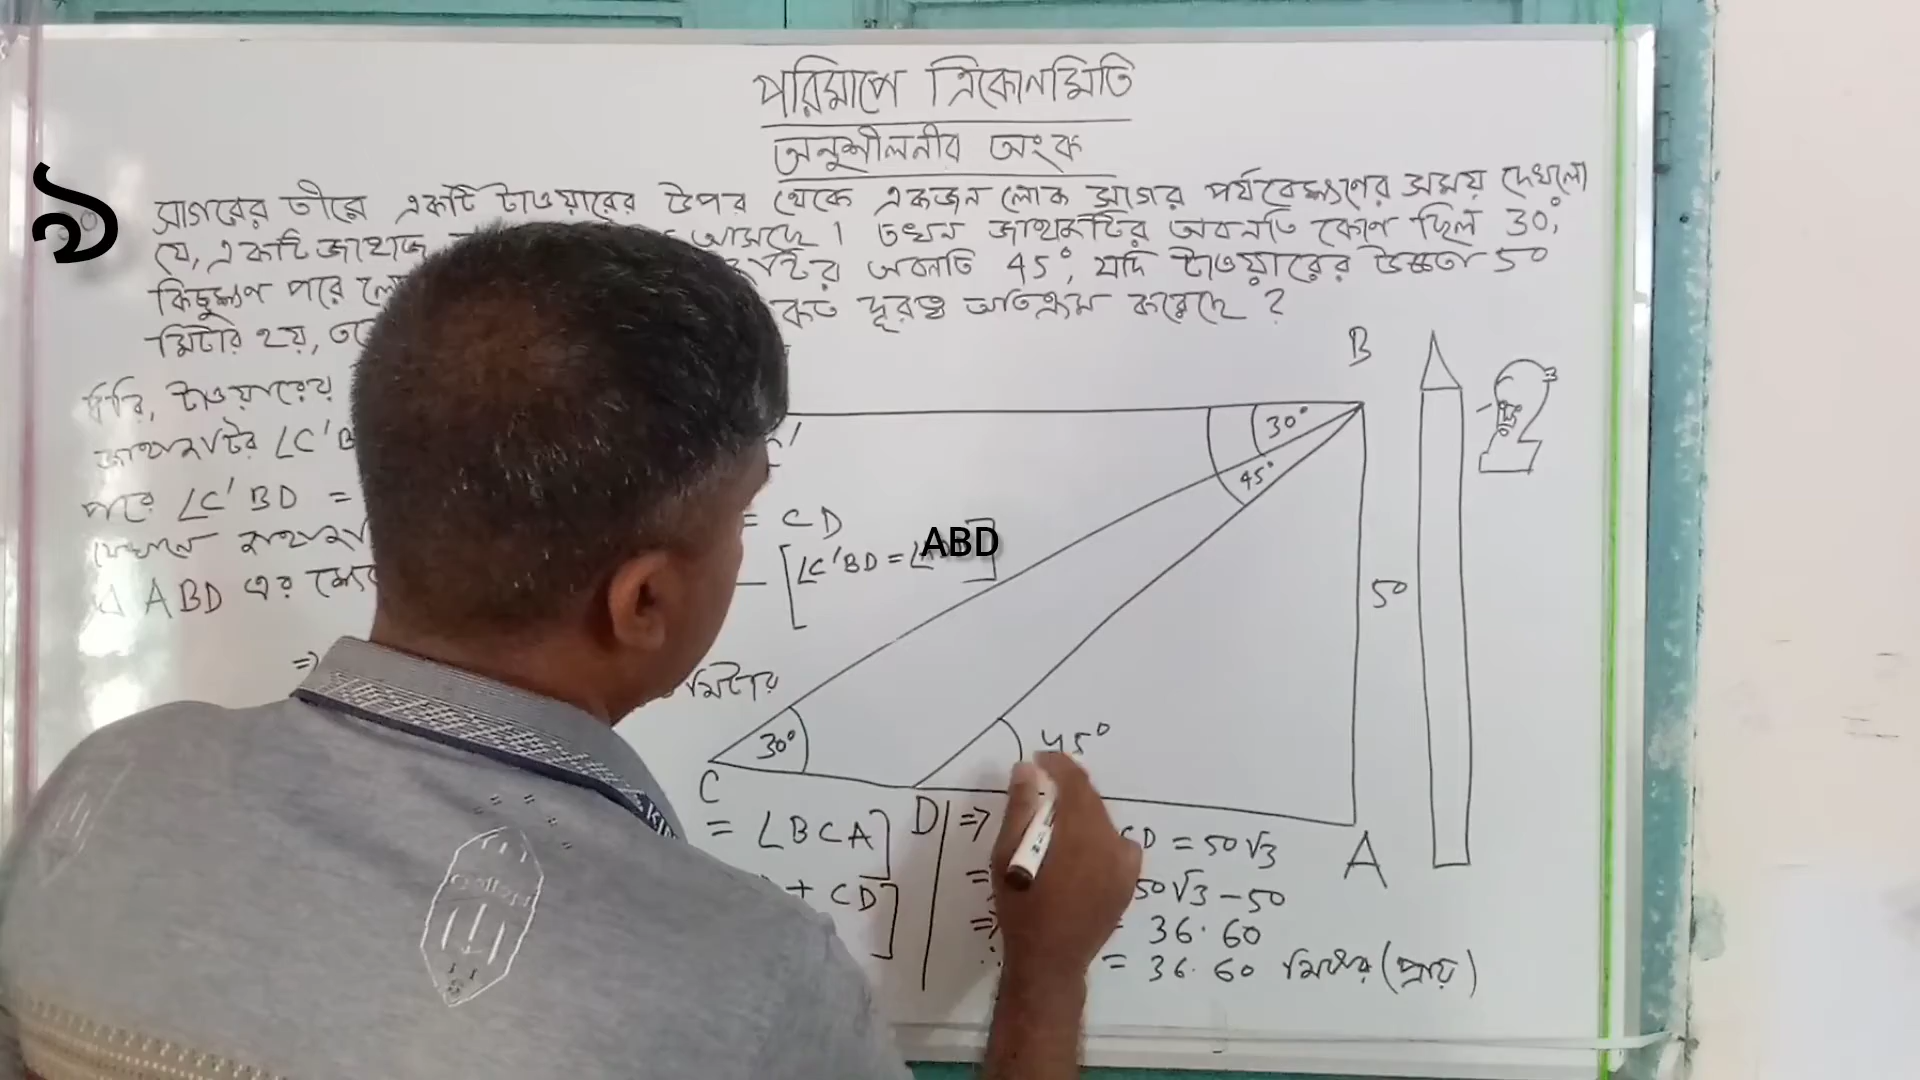 পরিমাপে ত্রিকোনমিতি
অনুশীলনীর অংক
৯
সাগরের তীরে একটি টাওয়ারের উপর থেকে একজন লোক সাগর পর্যবেক্ষণের সময় দেখলো
যে, একটি জাহাজ আসছে। তখন জাহাজটির অবনতি কোণ ছিল 30°,
কিছুক্ষণ পরে অবনতি 45°, যদি টাওয়ারের উচ্চতা 50
মিটার হয়, কত দূরত্ব অতিক্রম করেছে ?
ধরি, টাওয়ারের
জাহাজটির ∠C'B
পরে ∠C'BD =
যেখানে
Δ ABD এর
⇒
= CD
[∠C'BD = ∠ABD]
মিটার
B
C'
30°
45°
50
30°
45°
C
D
A
= ∠BCA]
+ CD]
⇒ CD = 50√3
= 50√3 - 50
⇒ = 36.60
∴ = 36.60 মিটার (প্রায়)